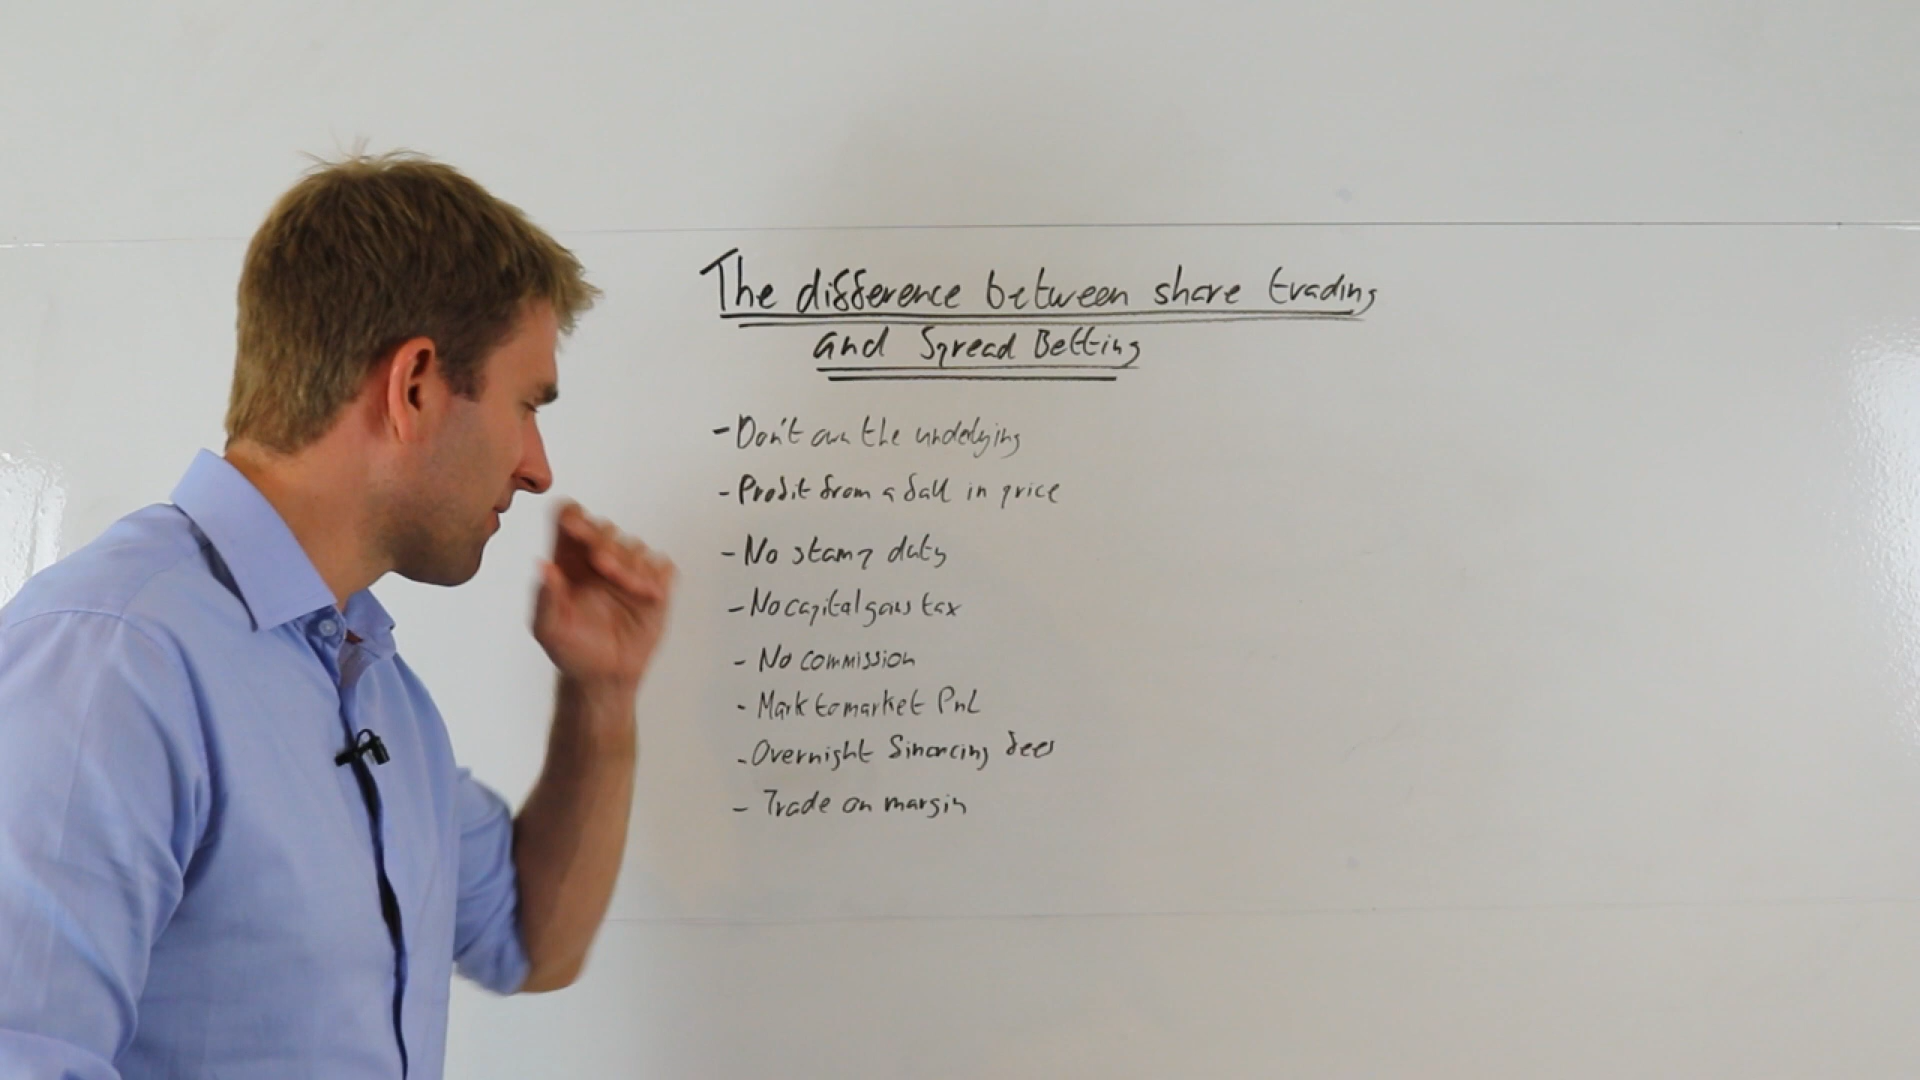 The difference between share trading
and Spread Betting
- Don't own the underlying
- Profit from a fall in price
- No stamp duty
- No capital gains tax
- No commission
- Mark to market PnL
- Overnight financing fees
- Trade on margin